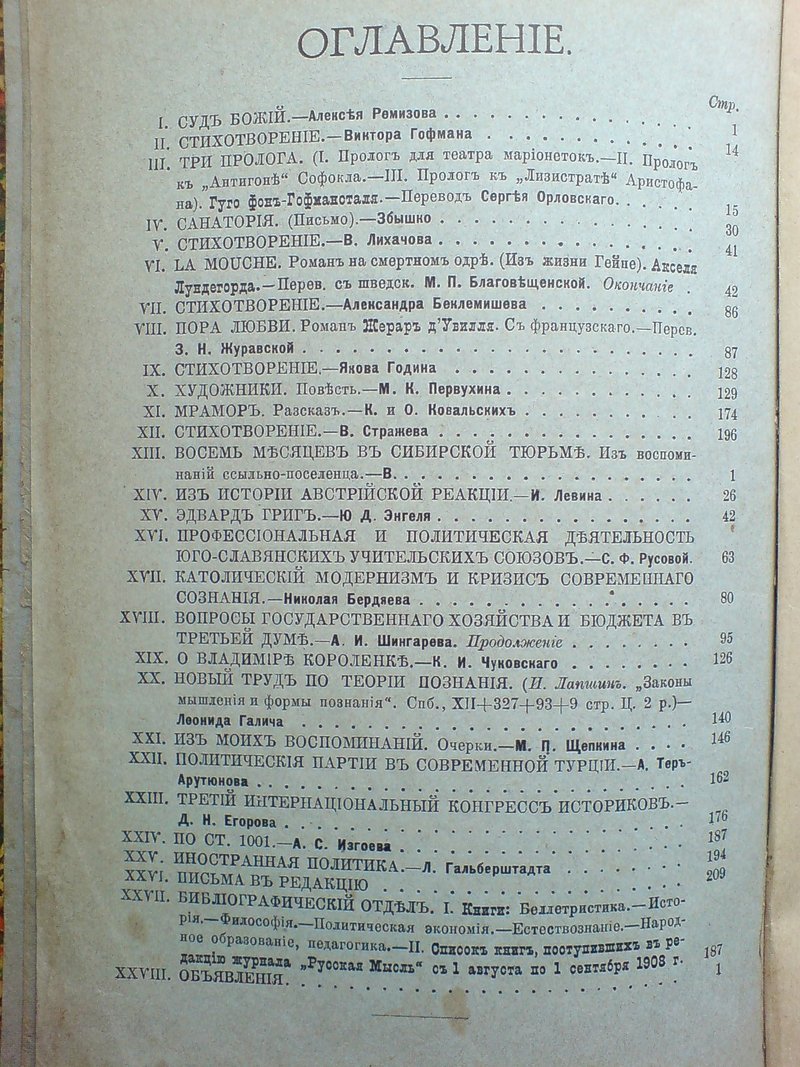 ОГЛАВЛЕНІЕ.
Стр.
I. СУДЪ БОЖІЙ.—Алексѣя Ремизова . . . . . 1
II. СТИХОТВОРЕНІЕ.—Виктора Гофмана . . . . . 14
III. ТРИ ПРОЛОГА. (I. Прологъ для театра маріонетокъ.—II. Прологъ
къ „Антигонѣ“ Софокла.—III. Прологъ къ „Лизистратѣ“ Аристофа-
на). Гуго фонъ-Гофмансталя.—Переводъ Сергѣя Орловскаго. . . . . 15
IV. САНАТОРІЯ. (Письмо).—Збышко . . . . . 30
V. СТИХОТВОРЕНІЕ.—В. Лихачова . . . . . 41
VI. LA MOUCHE. Романъ на смертномъ одрѣ. (Изъ жизни Гейне). Акселя
Лундегорда.—Перев. съ шведск. М. П. Благовѣщенской. Окончаніе . 42
VII. СТИХОТВОРЕНІЕ.—Александра Беклемишева . . . . . 86
VIII. ПОРА ЛЮБВИ. Романъ Жераръ д’Увилля. Съ французскаго.—Перев.
З. Н. Журавской . . . . . 87
IX. СТИХОТВОРЕНІЕ.—Якова Година . . . . . 128
X. ХУДОЖНИКИ. Повѣсть.—М. К. Первухина . . . . . 129
XI. МРАМОРЪ. Разсказъ.—К. и О. Ковальскихъ . . . . . 174
XII. СТИХОТВОРЕНІЕ.—В. Стражева . . . . . 196
XIII. ВОСЕМЬ МѢСЯЦЕВЪ ВЪ СИБИРСКОЙ ТЮРЬМѢ. Изъ воспоми-
наній ссыльно-поселенца.—В. . . . . . 1
XIV. ИЗЪ ИСТОРІИ АВСТРІЙСКОЙ РЕАКЦІИ.—И. Левина . . . . . 26
XV. ЭДВАРДЪ ГРИГЪ.—Ю Д. Энгеля . . . . . 42
XVI. ПРОФЕССІОНАЛЬНАЯ И ПОЛИТИЧЕСКАЯ ДѢЯТЕЛЬНОСТЬ
ЮГО-СЛАВЯНСКИХЪ УЧИТЕЛЬСКИХЪ СОЮЗОВЪ.—С. Ф. Русовой. 63
XVII. КАТОЛИЧЕСКІЙ МОДЕРНИЗМЪ И КРИЗИСЪ СОВРЕМЕННАГО
СОЗНАНІЯ.—Николая Бердяева . . . . . 80
XVIII. ВОПРОСЫ ГОСУДАРСТВЕННАГО ХОЗЯЙСТВА И БЮДЖЕТА ВЪ
ТРЕТЬЕЙ ДУМѢ.—А. И. Шингарева. Продолженіе . . . . . 95
XIX. О ВЛАДИМІРѢ КОРОЛЕНКѢ.—К. И. Чуковскаго . . . . . 126
XX. НОВЫЙ ТРУДЪ ПО ТЕОРІИ ПОЗНАНІЯ. (И. Лапшинъ. „Законы
мышленія и формы познанія“. Спб., XII+327+93+9 стр. Ц. 2 р.)—
Леонида Галича . . . . . 140
XXI. ИЗЪ МОИХЪ ВОСПОМИНАНІЙ. Очерки.—М. П. Щепкина . . . . 146
XXII. ПОЛИТИЧЕСКІЯ ПАРТІИ ВЪ СОВРЕМЕННОЙ ТУРЦІИ.—А. Теръ-
Арутюнова . . . . . 162
XXIII. ТРЕТІЙ ИНТЕРНАЦІОНАЛЬНЫЙ КОНГРЕССЪ ИСТОРИКОВЪ.—
Д. Н. Егорова . . . . . 176
XXIV. ПО СТ. 1001.—А. С. Изгоева . . . . . 187
XXV. ИНОСТРАННАЯ ПОЛИТИКА.—Л. Гальберштадта . . . . . 194
XXVI. ПИСЬМА ВЪ РЕДАКЦІЮ . . . . . 209
XXVII. БИБЛІОГРАФИЧЕСКІЙ ОТДѢЛЪ. I. Книги: Беллетристика.—Исто-
рія.—Философія.—Политическая экономія.—Естествознаніе.—Народ-
ное образованіе, педагогика.—II. Списокъ книгъ, поступившихъ въ ре-
дакцію журнала „Русская Мысль“ съ 1 августа по 1 сентября 1908 г. 187
XXVIII. ОБЪЯВЛЕНІЯ. . . . . . 1